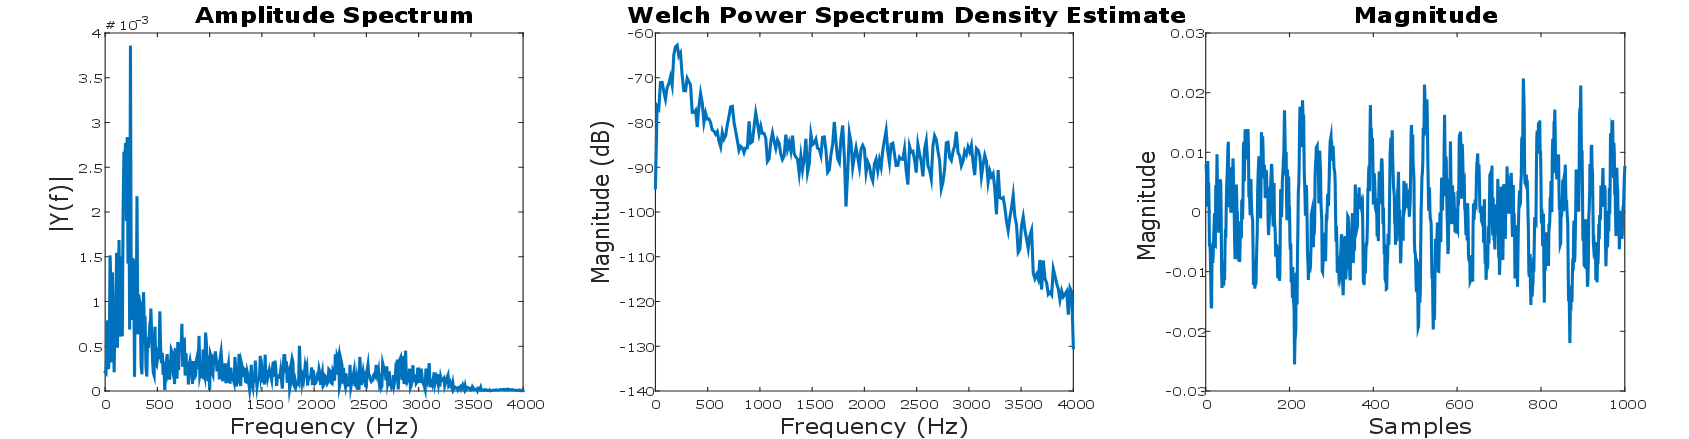 Amplitude Spectrum
# 10^-3
4
3.5
3
2.5
2
1.5
1
0.5
0
|Y(f)|
0 500 1000 1500 2000 2500 3000 3500 4000
Frequency (Hz)
Welch Power Spectrum Density Estimate
-60
-70
-80
-90
-100
-110
-120
-130
-140
Magnitude (dB)
0 500 1000 1500 2000 2500 3000 3500 4000
Frequency (Hz)
Magnitude
0.03
0.02
0.01
0
-0.01
-0.02
-0.03
Magnitude
0 200 400 600 800 1000
Samples